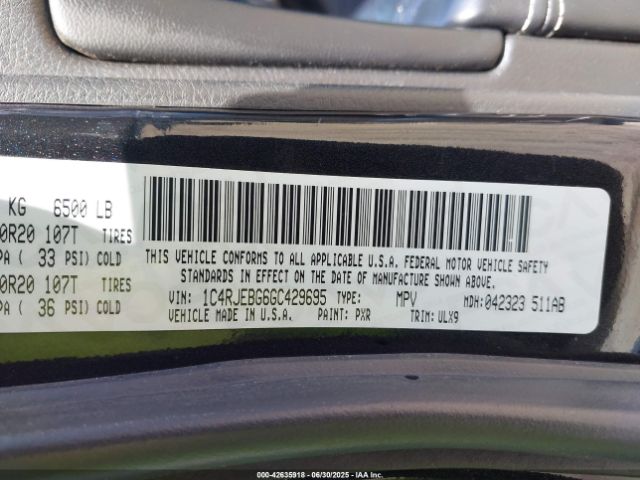 KG 6500 LB
0R20 107T TIRES
PA ( 33 PSI) COLD
0R20 107T TIRES
PA ( 36 PSI) COLD
THIS VEHICLE CONFORMS TO ALL APPLICABLE U.S.A. FEDERAL MOTOR VEHICLE SAFETY
STANDARDS IN EFFECT ON THE DATE OF MANUFACTURE SHOWN ABOVE.
VIN: 1C4RJEBG6GC429695 TYPE: MPV MDH: 042323 511AB
VEHICLE MADE IN U.S.A. PAINT: PXR TRIM: ULX9
000-42635918 - 06/30/2025 - IAAI.COM